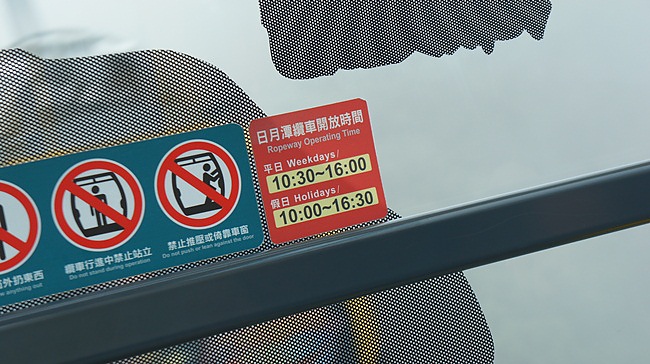 日月潭纜車開放時間
Ropeway Operating Time
平日 Weekdays/
10:30~16:00
假日 Holidays/
10:00~16:30
外扔東西
anything out
纜車行進中禁止站立
Do not stand during operation
禁止推壓或倚靠車窗
Do not push or lean against the door